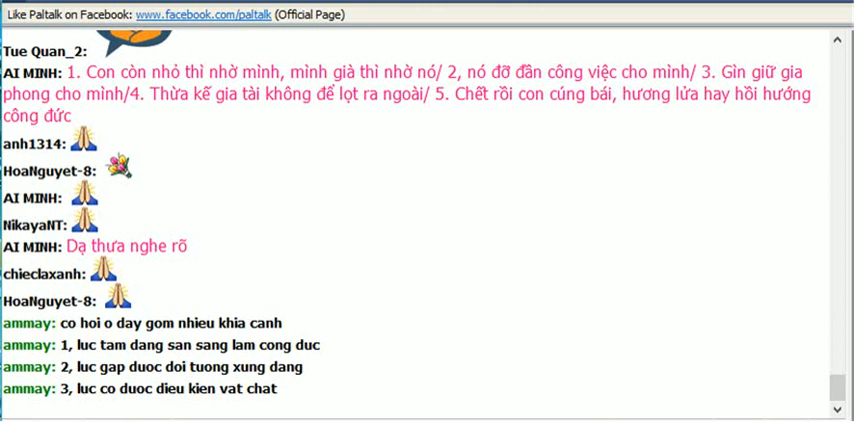 Like Paltalk on Facebook: www.facebook.com/paltalk (Official Page)
Tue Quan_2:
AI MINH: 1. Con còn nhỏ thì nhờ mình, mình già thì nhờ nó/ 2, nó đỡ đần công việc cho mình/ 3. Gìn giữ gia
phong cho mình/4. Thừa kế gia tài không để lọt ra ngoài/ 5. Chết rồi con cúng bái, hương lửa hay hồi hướng
công đức
anh1314:
HoaNguyet-8:
AI MINH:
NikayaNT:
AI MINH: Dạ thưa nghe rõ
chieclaxanh:
HoaNguyet-8:
ammay: co hoi o day gom nhieu khia canh
ammay: 1, luc tam dang san sang lam cong duc
ammay: 2, luc gap duoc doi tuong xung dang
ammay: 3, luc co duoc dieu kien vat chat